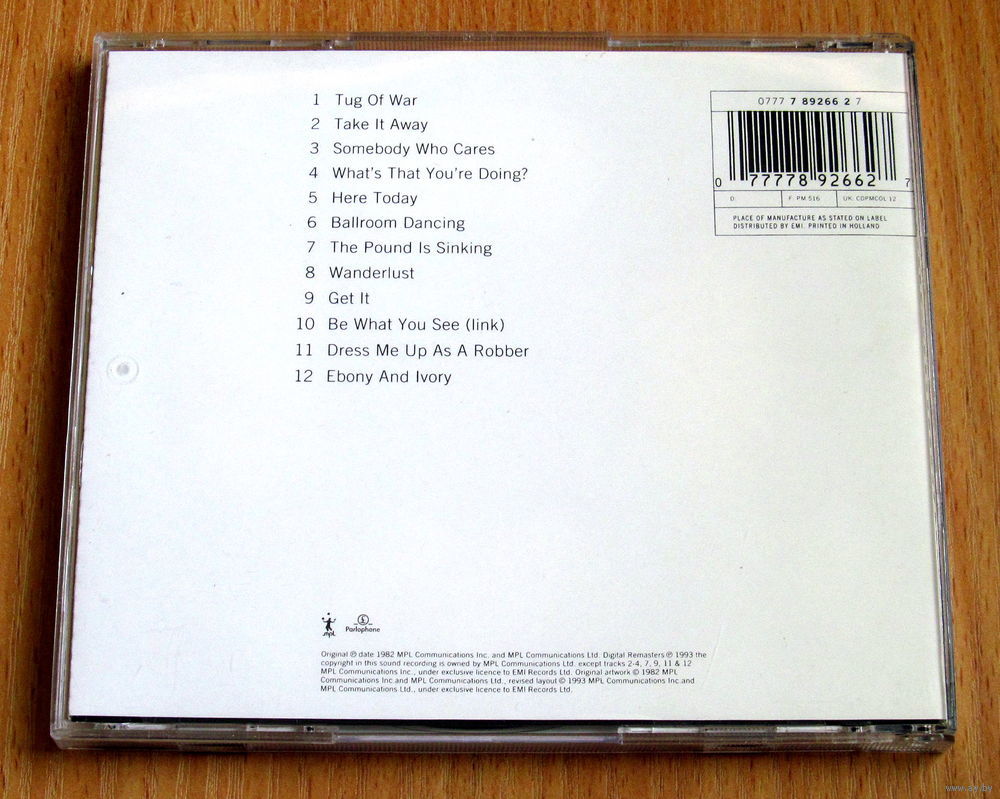 1 Tug Of War
2 Take It Away
3 Somebody Who Cares
4 What's That You're Doing?
5 Here Today
6 Ballroom Dancing
7 The Pound Is Sinking
8 Wanderlust
9 Get It
10 Be What You See (link)
11 Dress Me Up As A Robber
12 Ebony And Ivory
0777 7 89266 2 7
0 77778 92662 7
D. F. PM 516 UK. CDPMCOL 12
PLACE OF MANUFACTURE AS STATED ON LABEL
DISTRIBUTED BY EMI. PRINTED IN HOLLAND
mpl Parlophone
Original ℗ date 1982 MPL Communications Inc. and MPL Communications Ltd. Digital Remasters ℗ 1993 the
copyright in this sound recording is owned by MPL Communications Ltd. except tracks 2-4, 7, 9, 11 & 12
MPL Communications Inc., under exclusive licence to EMI Records Ltd. Original artwork © 1982 MPL
Communications Inc and MPL Communications Ltd., revised layout © 1993 MPL Communications Inc and
MPL Communications Ltd., under exclusive licence to EMI Records Ltd.
www.ay.by